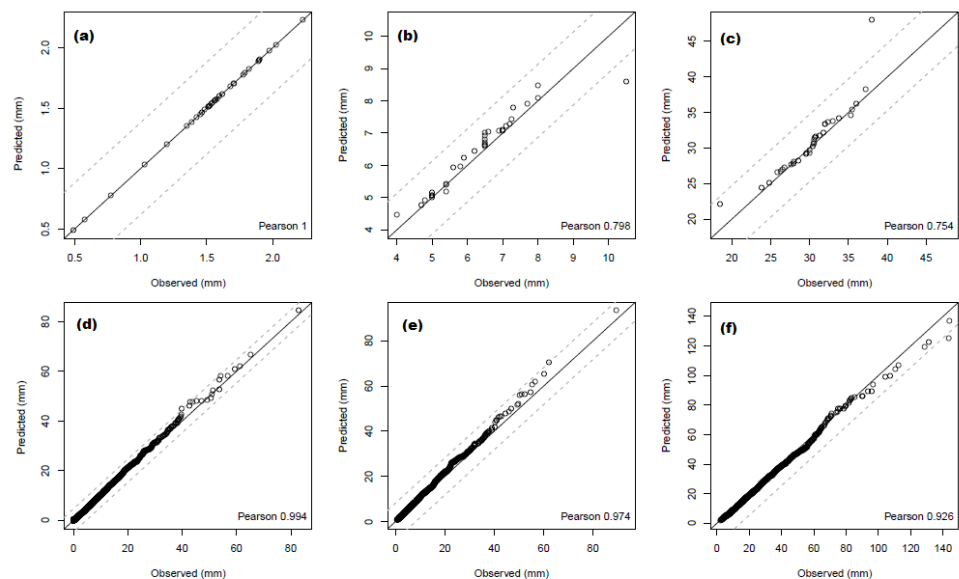 (a)
Predicted (mm)
2.0
1.5
1.0
0.5
Pearson 1
0.5 1.0 1.5 2.0
Observed (mm)
(b)
Predicted (mm)
10
9
8
7
6
5
4
Pearson 0.798
4 5 6 7 8 9 10
Observed (mm)
(c)
Predicted (mm)
45
40
35
30
25
20
Pearson 0.754
20 25 30 35 40 45
Observed (mm)
(d)
Predicted (mm)
80
60
40
20
0
Pearson 0.994
0 20 40 60 80
Observed (mm)
(e)
Predicted (mm)
80
60
40
20
0
Pearson 0.974
0 20 40 60 80
Observed (mm)
(f)
Predicted (mm)
140
120
100
80
60
40
20
0
Pearson 0.926
0 20 40 60 80 100 120 140
Observed (mm)